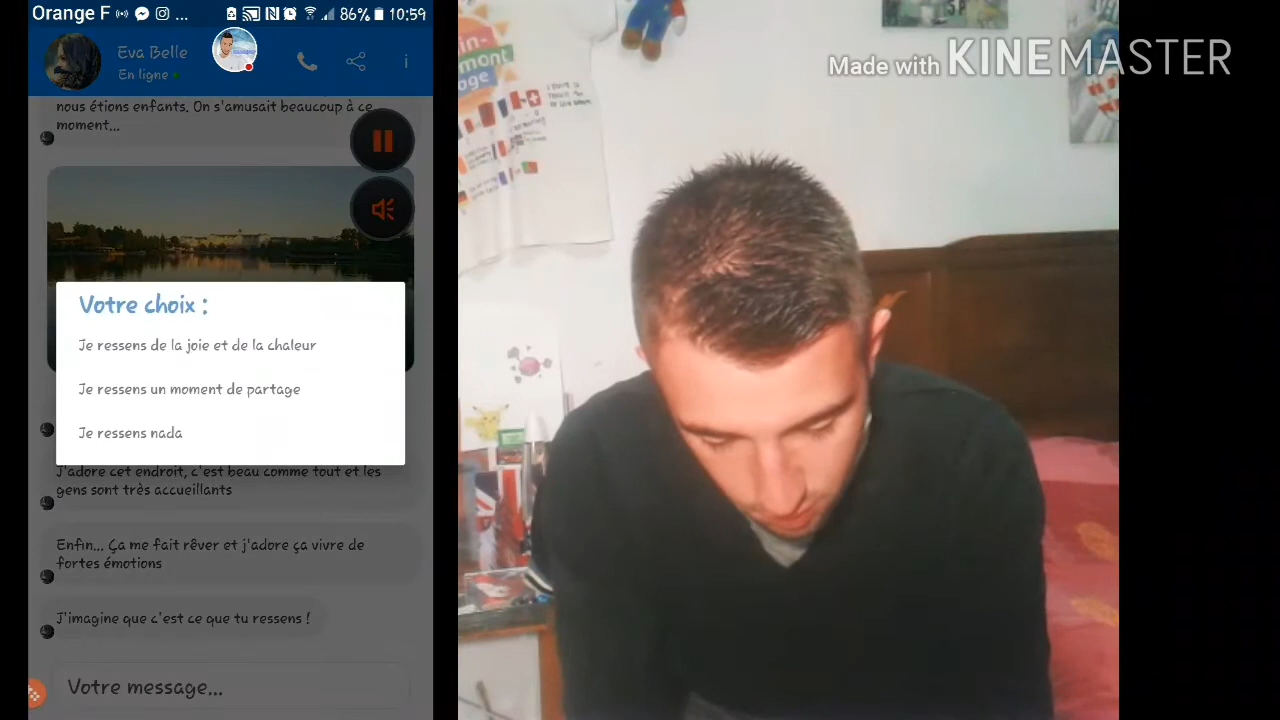 Orange F ...
86% 10:59
Eva Belle
En ligne
nous étions enfants. On s'amusait beaucoup à ce
moment...
Votre choix :
Je ressens de la joie et de la chaleur
Je ressens un moment de partage
Je ressens nada
J'adore cet endroit, c'est beau comme tout et les
gens sont très accueillants
Enfin... Ça me fait rêver et j'adore ça vivre de
fortes émotions
J'imagine que c'est ce que tu ressens !
Votre message...
Made with KINEMASTER